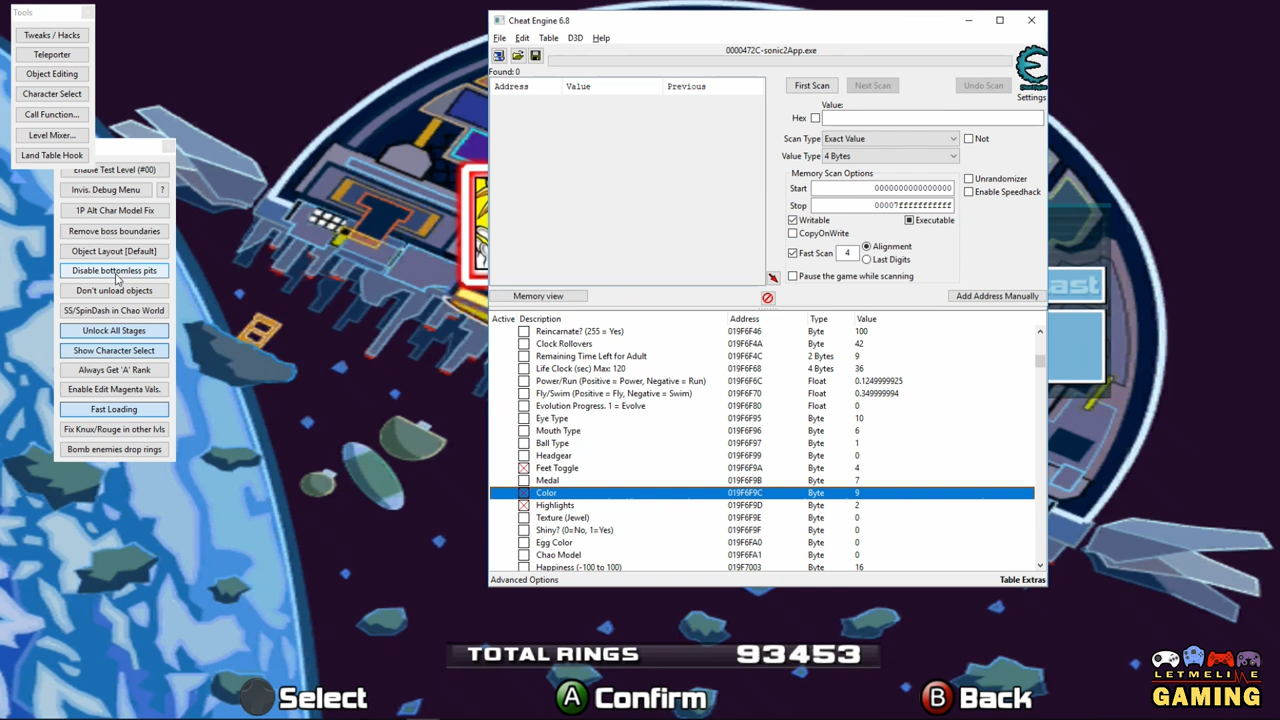 Tools
Tweaks / Hacks
Teleporter
Object Editing
Character Select
Call Function...
Level Mixer...
Land Table Hook
Enable Test Level (#00)
Invis. Debug Menu ?
1P Alt Char Model Fix
Remove boss boundaries
Object Layout [Default]
Disable bottomless pits
Don't unload objects
SS/SpinDash in Chao World
Unlock All Stages
Show Character Select
Always Get 'A' Rank
Enable Edit Magenta Vals.
Fast Loading
Fix Knux/Rouge in other lvls
Bomb enemies drop rings
Cheat Engine 6.8
File Edit Table D3D Help
0000472C-sonic2App.exe
Found: 0
Address Value Previous
First Scan Next Scan Undo Scan
Settings
Value:
Hex
Scan Type Exact Value Not
Value Type 4 Bytes
Memory Scan Options
Start 0000000000000000
Stop 00007fffffffffff
Unrandomizer
Enable Speedhack
Writable Executable
CopyOnWrite
Fast Scan 4 Alignment
Last Digits
Pause the game while scanning
Memory view Add Address Manually
Active Description Address Type Value
Reincarnate? (255 = Yes) 019F6F46 Byte 100
Clock Rollovers 019F6F4A Byte 42
Remaining Time Left for Adult 019F6F4C 2 Bytes 9
Life Clock (sec) Max: 120 019F6F68 4 Bytes 36
Power/Run (Positive = Power, Negative = Run) 019F6F6C Float 0.1249999925
Fly/Swim (Positive = Fly, Negative = Swim) 019F6F70 Float 0.349999994
Evolution Progress. 1 = Evolve 019F6F80 Float 0
Eye Type 019F6F95 Byte 10
Mouth Type 019F6F96 Byte 6
Ball Type 019F6F97 Byte 1
Headgear 019F6F99 Byte 0
Feet Toggle 019F6F9A Byte 4
Medal 019F6F9B Byte 7
Color 019F6F9C Byte 9
Highlights 019F6F9D Byte 2
Texture (Jewel) 019F6F9E Byte 0
Shiny? (0=No, 1=Yes) 019F6F9F Byte 0
Egg Color 019F6FA0 Byte 0
Chao Model 019F6FA1 Byte 0
Happiness (-100 to 100) 019F7003 Byte 16
Advanced Options Table Extras
ast
TOTAL RINGS 93453
Select A Confirm B Back
LETMELIVE
GAMING